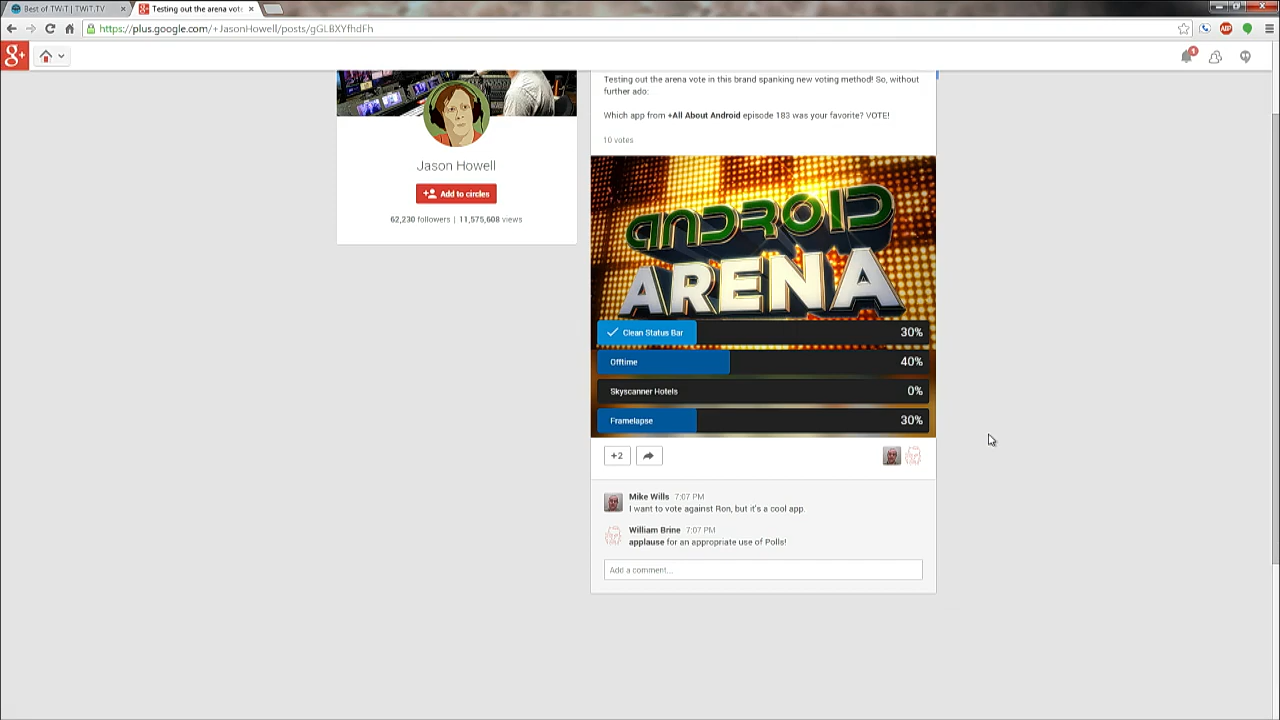 Best of TWiT | TWiT.TV
Testing out the arena vot
https://plus.google.com/+JasonHowell/posts/gGLBXYfhdFh
ABP
g+
1
Testing out the arena vote in this brand spanking new voting method! So, without
further ado:
Which app from +All About Android episode 183 was your favorite? VOTE!
10 votes
Jason Howell
Add to circles
62,230 followers | 11,575,608 views
ANDROID
ARENA
Clean Status Bar 30%
Offtime 40%
Skyscanner Hotels 0%
Framelapse 30%
+2
Mike Wills 7:07 PM
I want to vote against Ron, but it's a cool app.
William Brine 7:07 PM
applause for an appropriate use of Polls!
Add a comment...